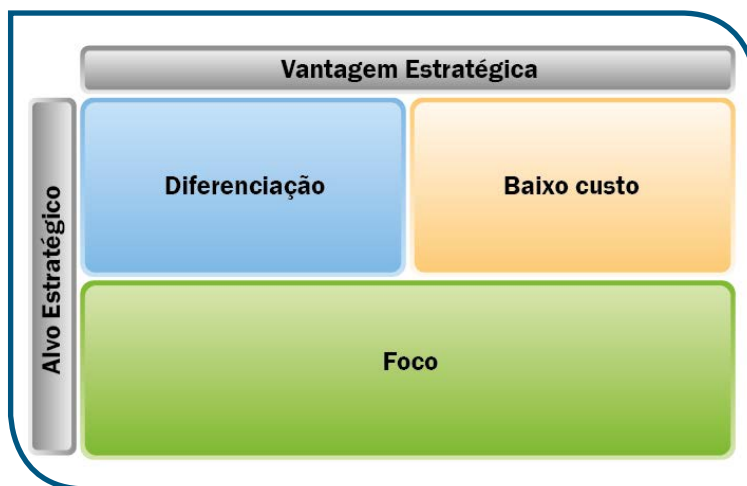 Vantagem Estratégica
Alvo Estratégico
Diferenciação
Baixo custo
Foco